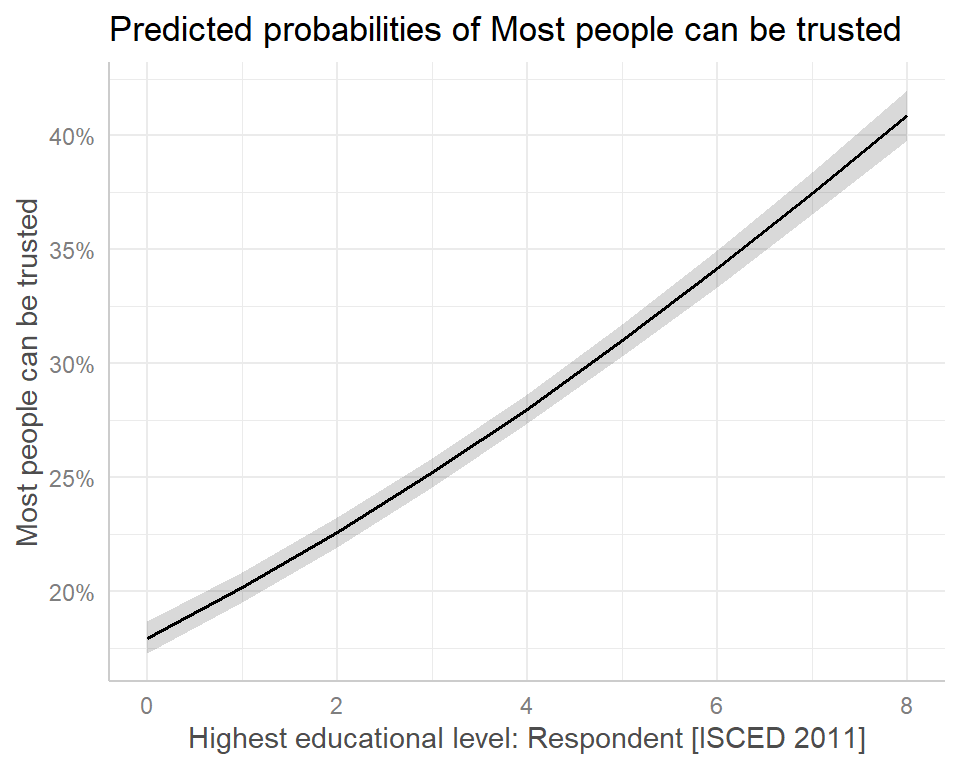 Predicted probabilities of Most people can be trusted
Most people can be trusted
40%
35%
30%
25%
20%
0 2 4 6 8
Highest educational level: Respondent [ISCED 2011]